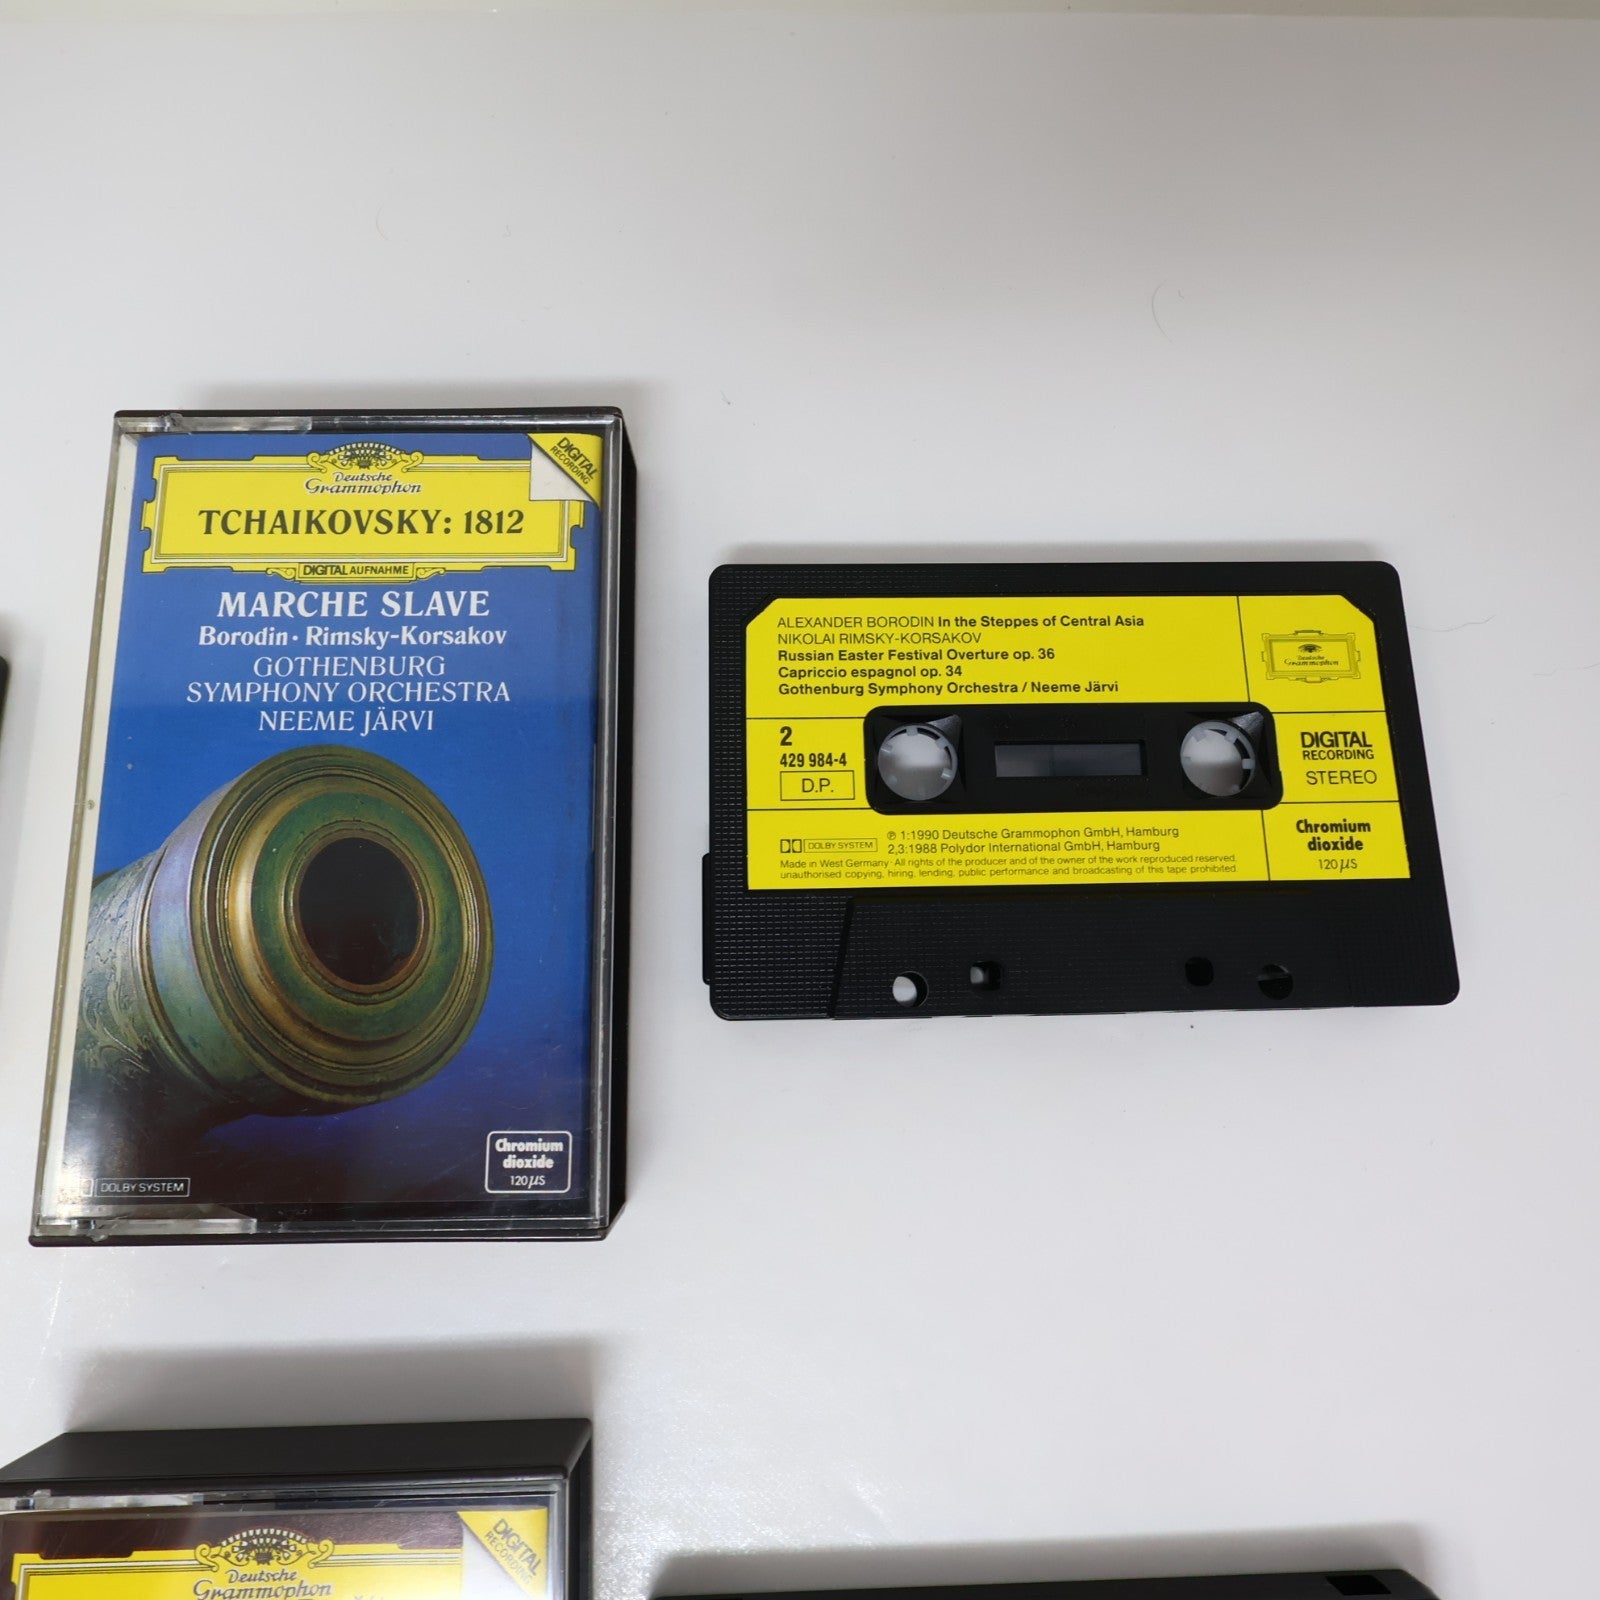 Deutsche
Grammophon
DIGITAL
RECORDING
TCHAIKOVSKY: 1812
DIGITAL AUFNAHME
MARCHE SLAVE
Borodin · Rimsky-Korsakov
GOTHENBURG
SYMPHONY ORCHESTRA
NEEME JÄRVI
Chromium
dioxide
120 µs
DOLBY SYSTEM
ALEXANDER BORODIN In the Steppes of Central Asia
NIKOLAI RIMSKY-KORSAKOV
Russian Easter Festival Overture op. 36
Capriccio espagnol op. 34
Gothenburg Symphony Orchestra / Neeme Järvi
Deutsche
Grammophon
2
429 984-4
D.P.
DIGITAL
RECORDING
STEREO
DOLBY SYSTEM
℗ 1:1990 Deutsche Grammophon GmbH, Hamburg
2,3:1988 Polydor International GmbH, Hamburg
Made in West Germany · All rights of the producer and of the owner of the work reproduced reserved.
unauthorised copying, hiring, lending, public performance and broadcasting of this tape prohibited.
Chromium
dioxide
120 µs
Deutsche
Grammophon
DIGITAL
RECORDING